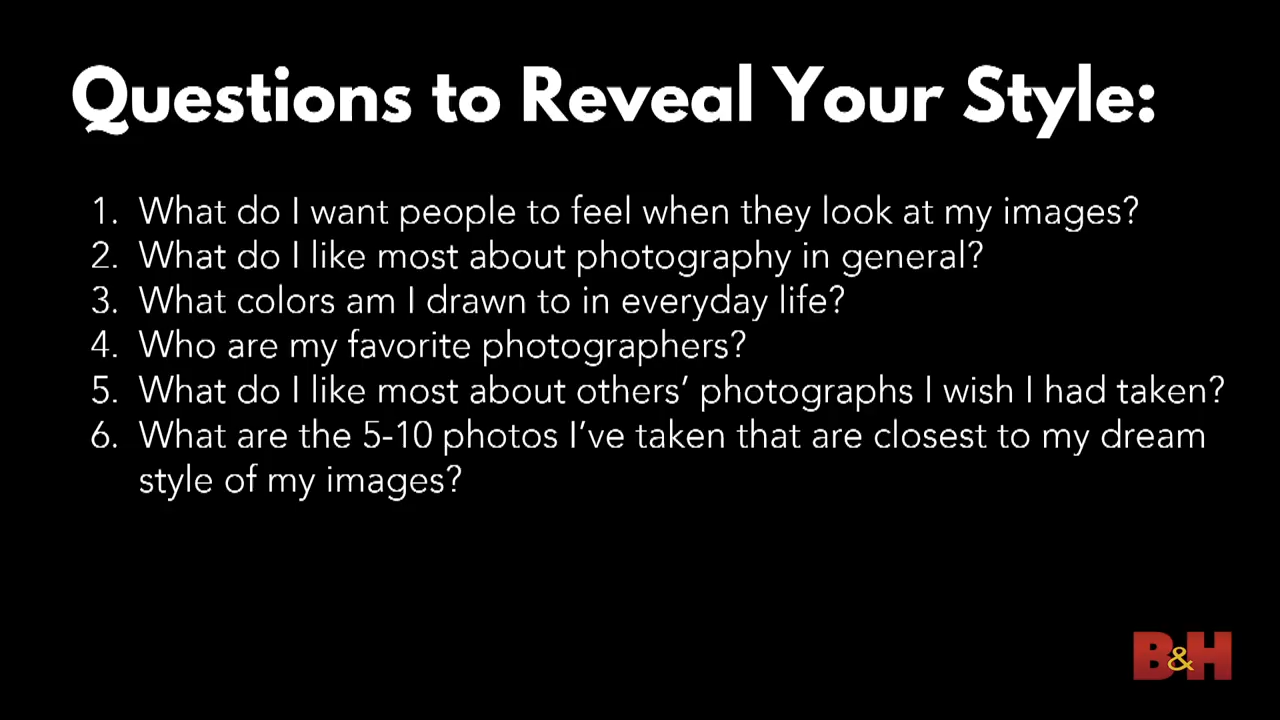 Questions to Reveal Your Style:
1. What do I want people to feel when they look at my images?
2. What do I like most about photography in general?
3. What colors am I drawn to in everyday life?
4. Who are my favorite photographers?
5. What do I like most about others’ photographs I wish I had taken?
6. What are the 5-10 photos I’ve taken that are closest to my dream
style of my images?
B&H